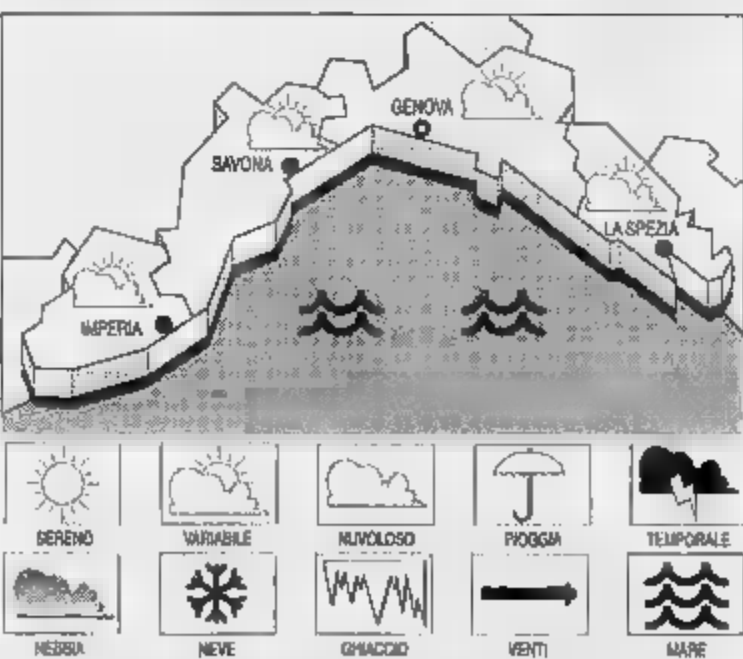 GENOVA
SAVONA
LA SPEZIA
IMPERIA
SERENO VARIABILE NUVOLOSO PIOGGIA TEMPORALE
NEBBIA NEVE GHIACCIO VENTI MARE